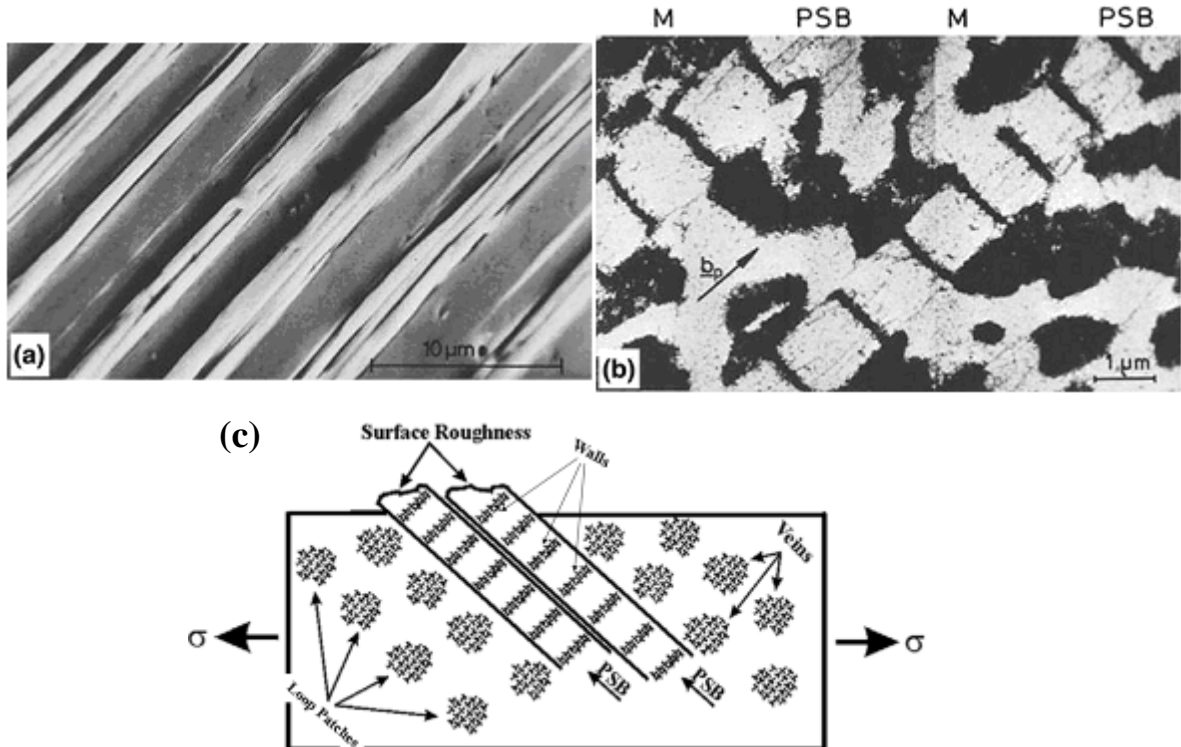 M PSB M PSB
(a)
10 µm
b_p
(b)
1 µm
(c)
Surface Roughness
Walls
Veins
σ
σ
PSB
PSB
Loop Patches